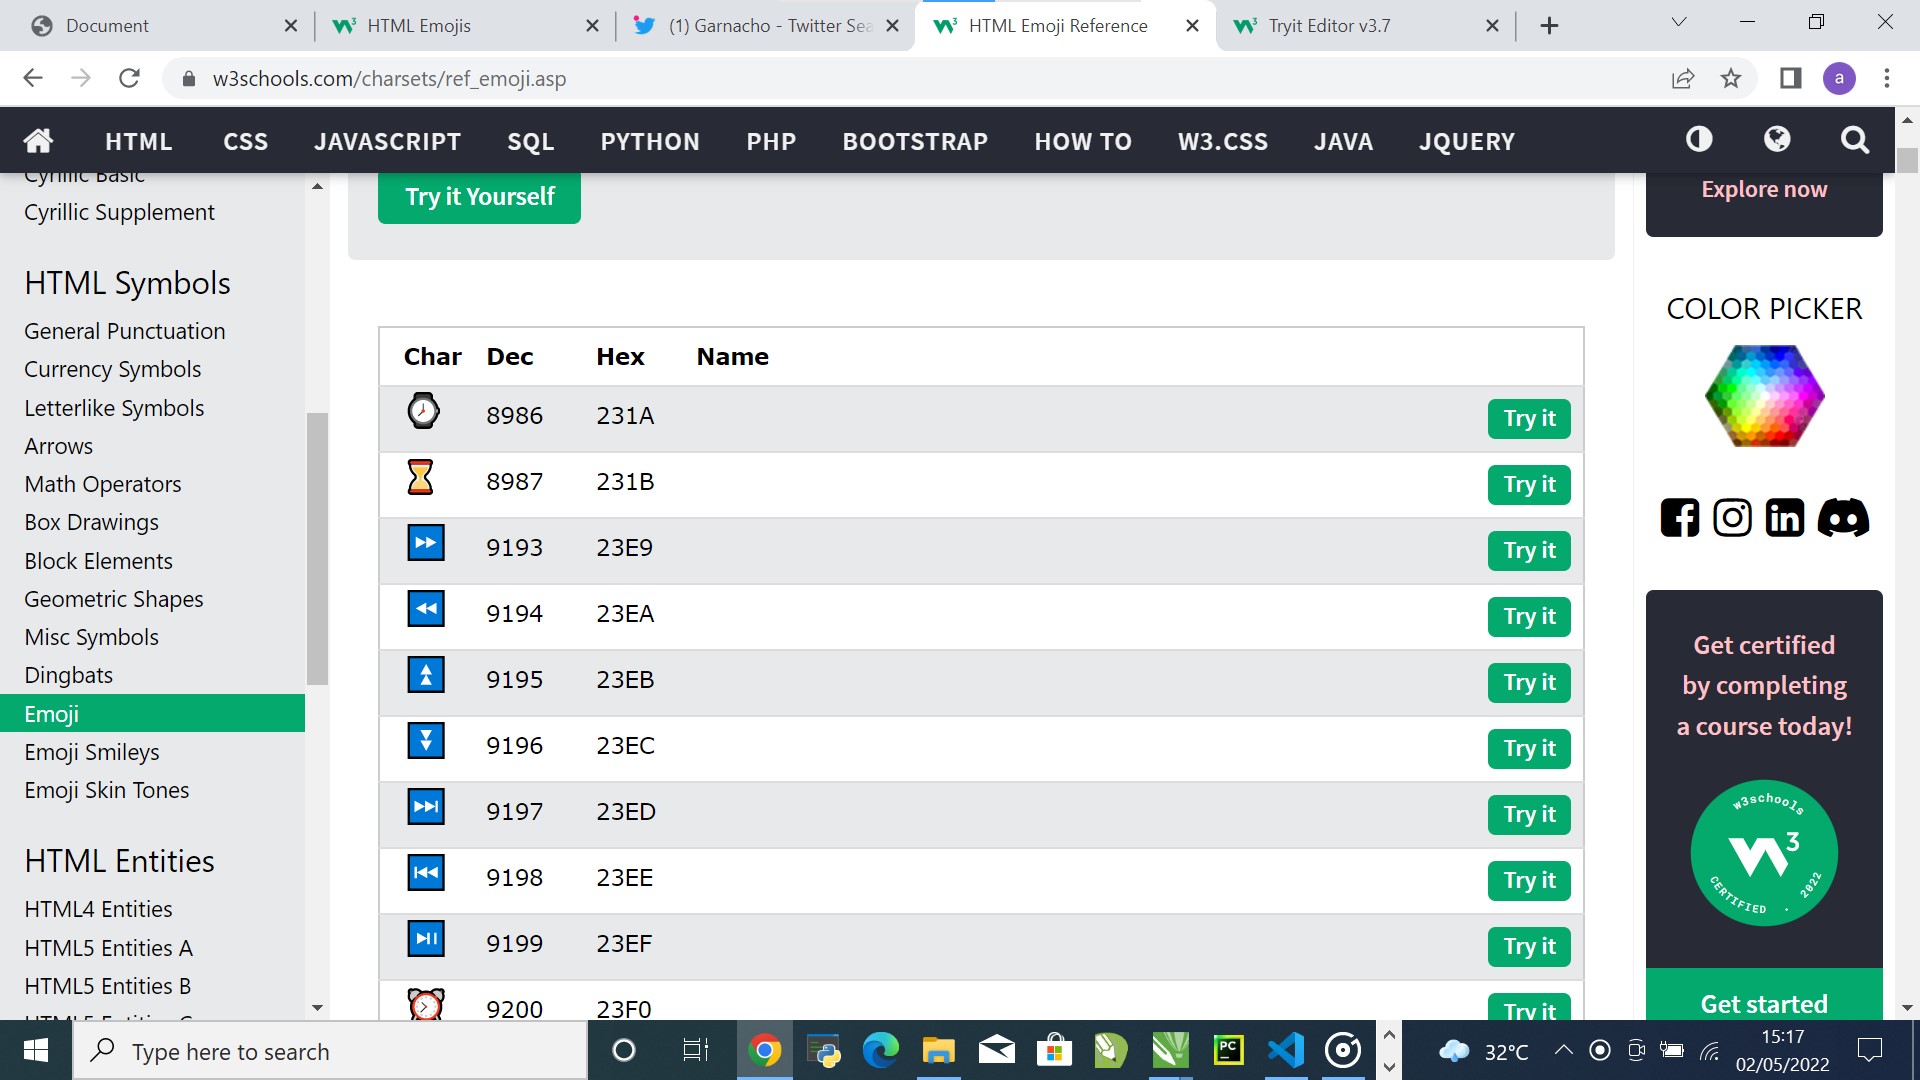 Document
HTML Emojis
(1) Garnacho - Twitter Sea
HTML Emoji Reference
Tryit Editor v3.7
w3schools.com/charsets/ref_emoji.asp
a
HTML CSS JAVASCRIPT SQL PYTHON PHP BOOTSTRAP HOW TO W3.CSS JAVA JQUERY
Cyrillic Basic
Cyrillic Supplement
HTML Symbols
General Punctuation
Currency Symbols
Letterlike Symbols
Arrows
Math Operators
Box Drawings
Block Elements
Geometric Shapes
Misc Symbols
Dingbats
Emoji
Emoji Smileys
Emoji Skin Tones
HTML Entities
HTML4 Entities
HTML5 Entities A
HTML5 Entities B
Try it Yourself
Char Dec Hex Name
8986 231A Try it
8987 231B Try it
9193 23E9 Try it
9194 23EA Try it
9195 23EB Try it
9196 23EC Try it
9197 23ED Try it
9198 23EE Try it
9199 23EF Try it
9200 23F0 Try it
Explore now
COLOR PICKER
Get certified
by completing
a course today!
w3schools
W3
CERTIFIED . 2022
Get started
Type here to search
PC
32°C
15:17
02/05/2022